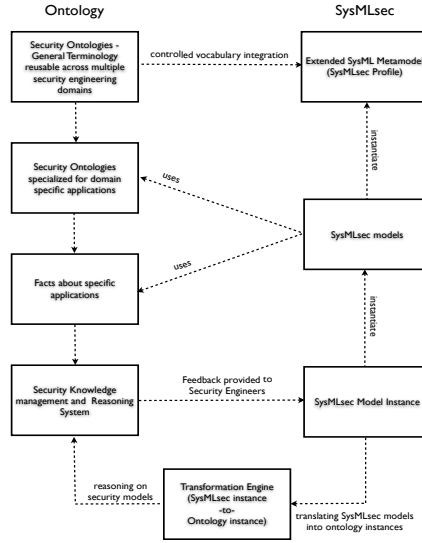 Ontology
SysMLsec
Security Ontologies -
General Terminology
reusable across multiple
security engineering
domains
controlled vocabulary integration
Extended SysML Metamodel
(SysMLsec Profile)
instantiate
Security Ontologies
specialized for domain
specific applications
uses
SysMLsec models
uses
Facts about specific
applications
instantiate
Security Knowledge
management and Reasoning
System
Feedback provided to
Security Engineers
SysMLsec Model Instance
reasoning on
security models
Transformation Engine
(SysMLsec instance
-to-
Ontology instance)
translating SysMLsec models
into ontology instances